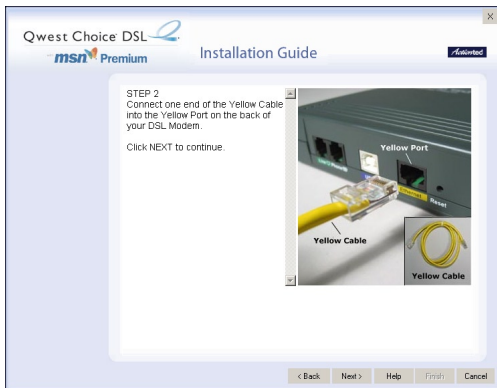 X
Qwest Choice DSL
msn Premium
Installation Guide
Actiontec
STEP 2
Connect one end of the Yellow Cable
into the Yellow Port on the back of
your DSL Modem.
Click NEXT to continue.
Yellow Port
Ethernet
Reset
Yellow Cable
Yellow Cable
< Back
Next >
Help
Finish
Cancel